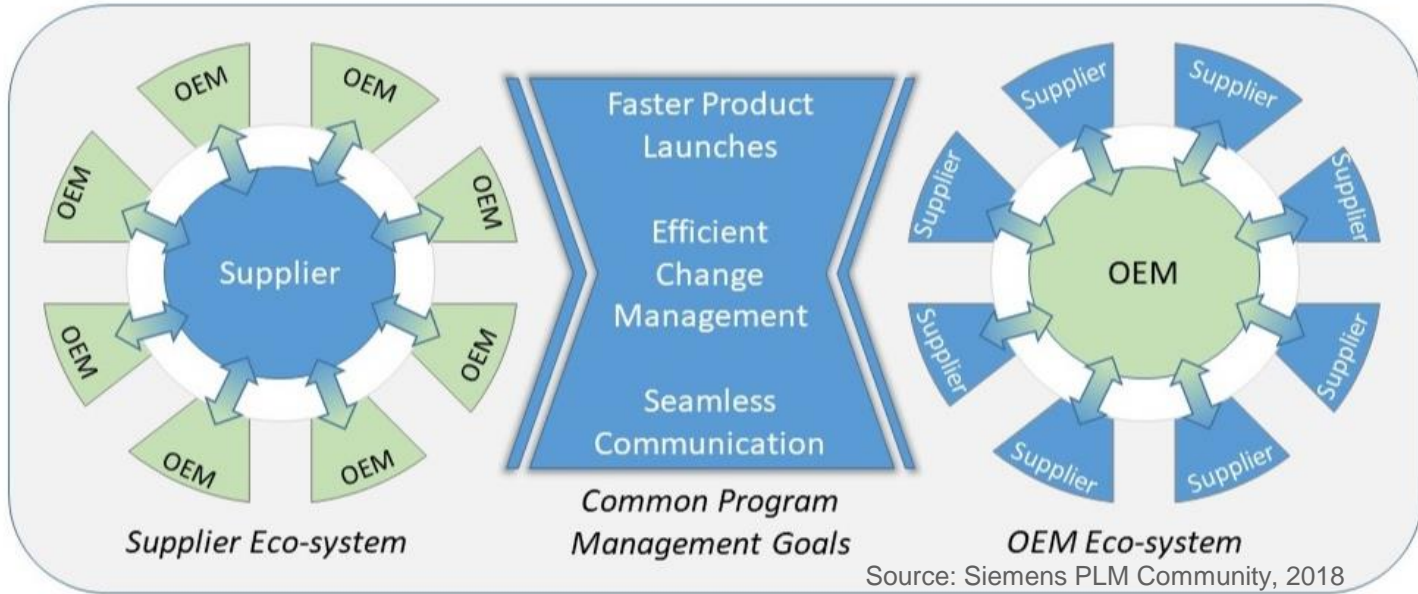 OEM
OEM
OEM
OEM
OEM
OEM
OEM
OEM
Supplier
Supplier Eco-system
Faster Product
Launches
Efficient
Change
Management
Seamless
Communication
Common Program
Management Goals
Supplier
Supplier
Supplier
Supplier
Supplier
Supplier
Supplier
Supplier
OEM
OEM Eco-system
Source: Siemens PLM Community, 2018